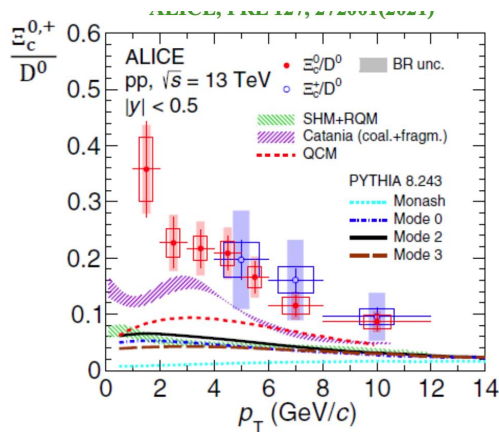 ALICE, PRL 127, 272001(2021)
Ξc⁰,⁺
D⁰
ALICE
pp, √s = 13 TeV
|y| < 0.5
Ξc⁰/D⁰
Ξc⁺/D⁰
BR unc.
SHM+RQM
Catania (coal.+fragm.)
QCM
PYTHIA 8.243
Monash
Mode 0
Mode 2
Mode 3
0.6
0.5
0.4
0.3
0.2
0.1
0
0 2 4 6 8 10 12 14
pT (GeV/c)